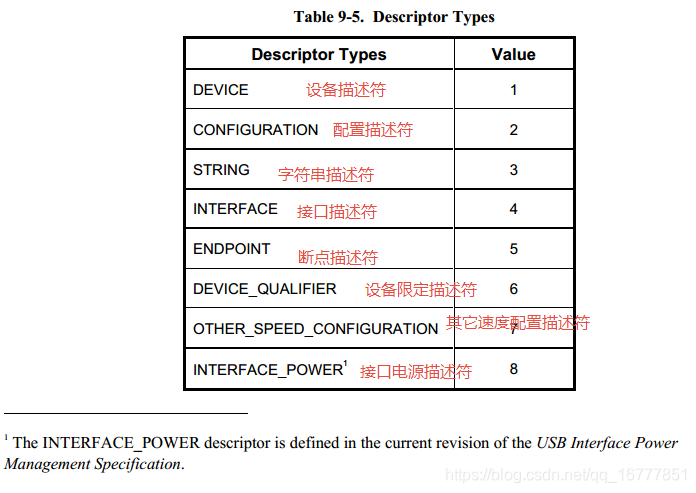 Table 9-5. Descriptor Types
Descriptor Types Value
DEVICE 设备描述符 1
CONFIGURATION 配置描述符 2
STRING 字符串描述符 3
INTERFACE 接口描述符 4
ENDPOINT 断点描述符 5
DEVICE_QUALIFIER 设备限定描述符 6
OTHER_SPEED_CONFIGURATION 其它速度配置描述符 7
INTERFACE_POWER1 接口电源描述符 8
1 The INTERFACE_POWER descriptor is defined in the current revision of the USB Interface Power
Management Specification.
https://blog.csdn.net/qq_16777851